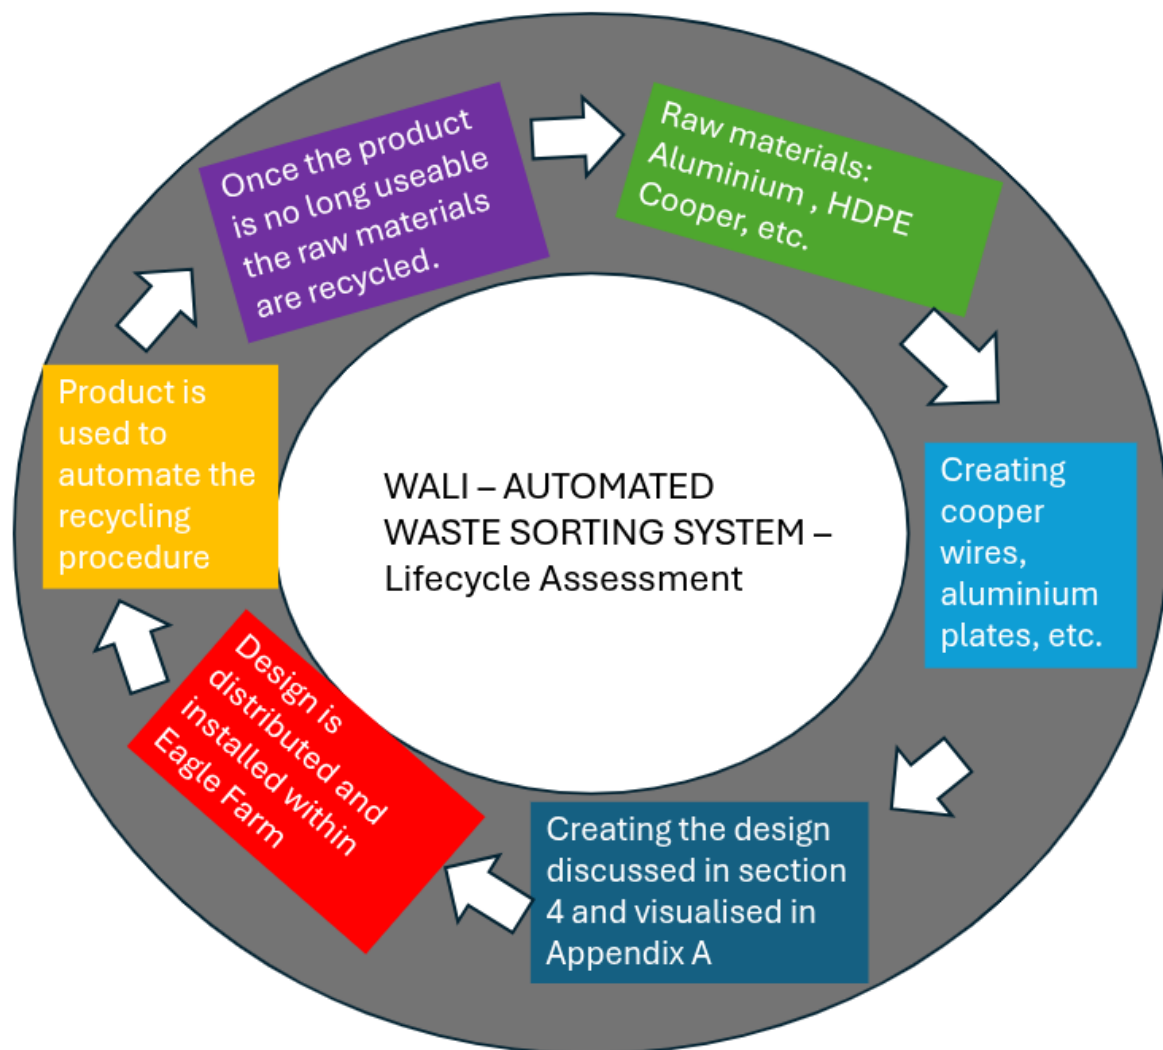 WALI – AUTOMATED
WASTE SORTING SYSTEM –
Lifecycle Assessment
Raw materials:
Aluminium , HDPE
Cooper, etc.
Creating
cooper
wires,
aluminium
plates, etc.
Creating the design
discussed in section
4 and visualised in
Appendix A
Design is
distributed and
installed within
Eagle Farm
Product is
used to
automate the
recycling
procedure
Once the product
is no long useable
the raw materials
are recycled.